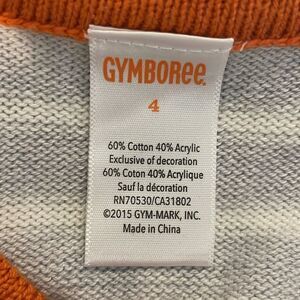 GYMBOREE.
4
60% Cotton 40% Acrylic
Exclusive of decoration
60% Coton 40% Acrylique
Sauf la décoration
RN70530/CA31802
©2015 GYM-MARK, INC.
Made in China